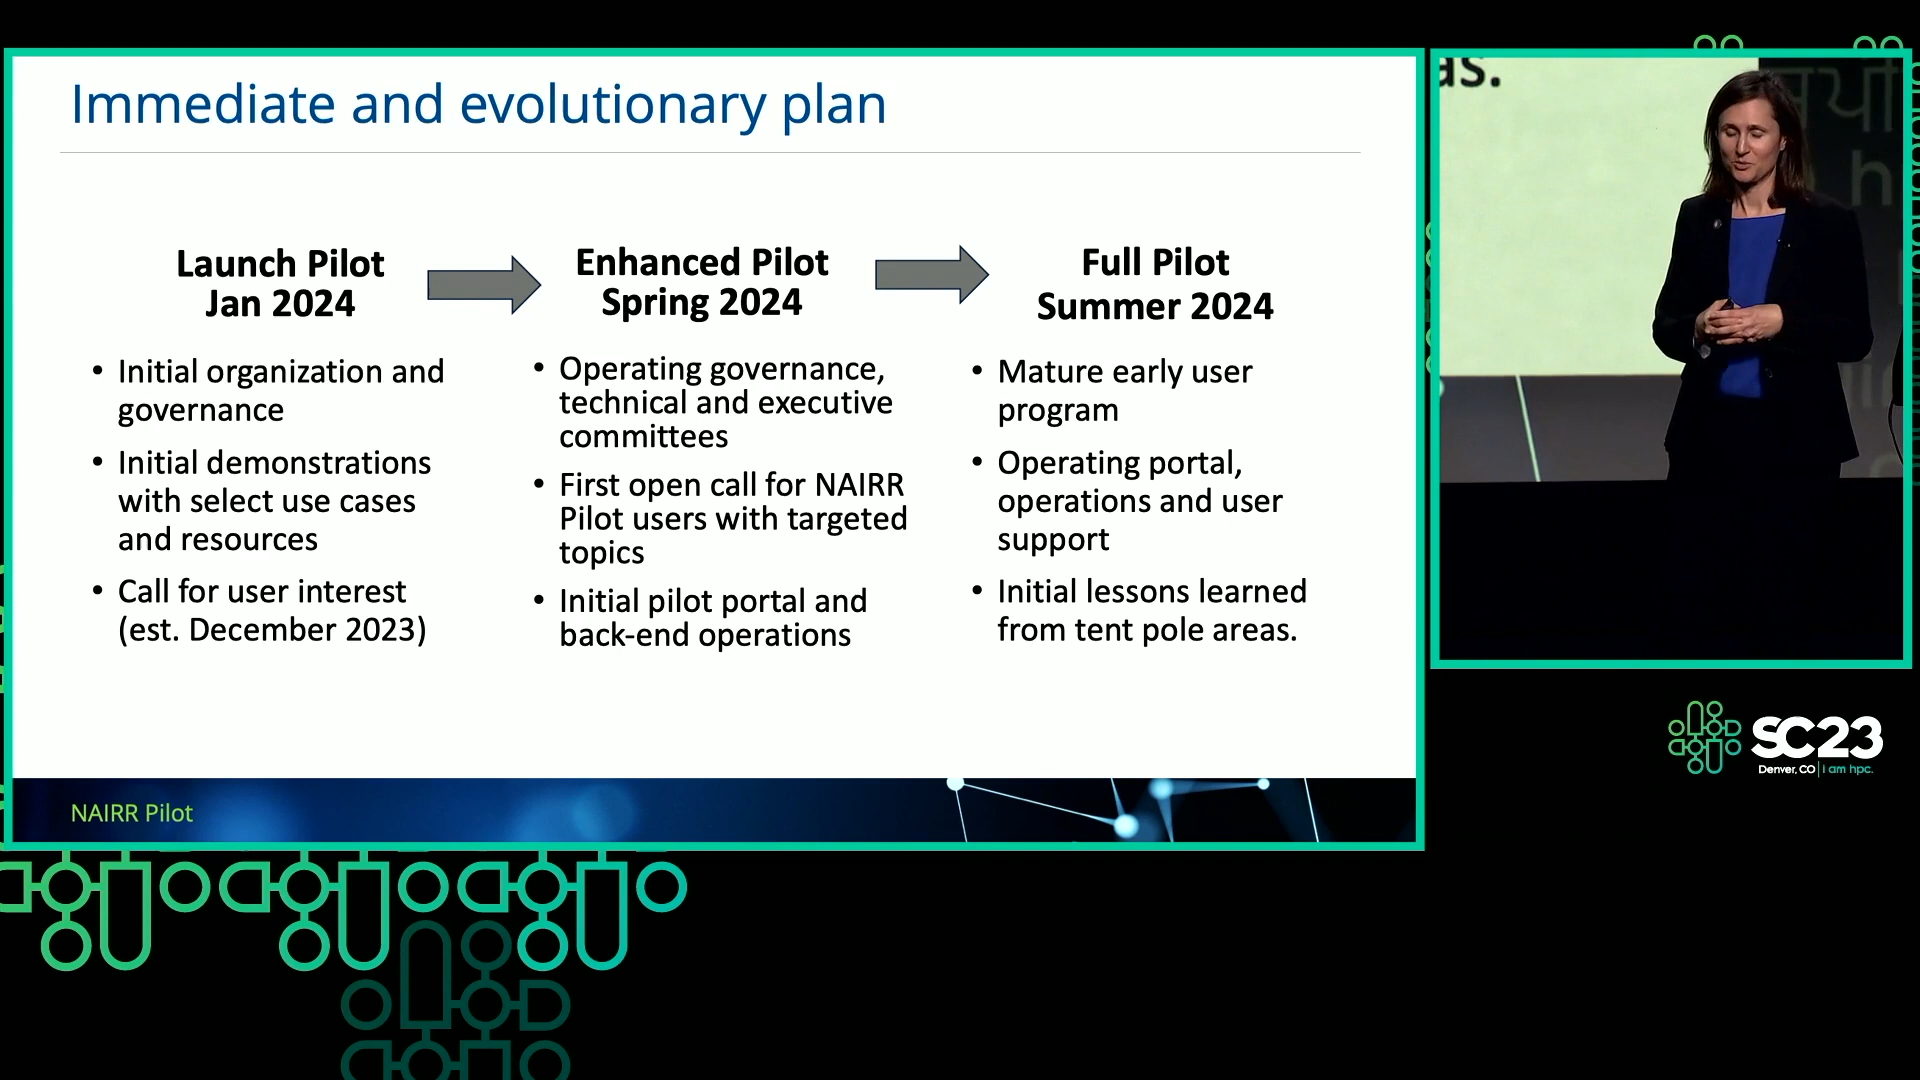 Immediate and evolutionary plan
Launch Pilot
Jan 2024
• Initial organization and
governance
• Initial demonstrations
with select use cases
and resources
• Call for user interest
(est. December 2023)
Enhanced Pilot
Spring 2024
• Operating governance,
technical and executive
committees
• First open call for NAIRR
Pilot users with targeted
topics
• Initial pilot portal and
back-end operations
Full Pilot
Summer 2024
• Mature early user
program
• Operating portal,
operations and user
support
• Initial lessons learned
from tent pole areas.
NAIRR Pilot
as.
SC23
Denver, CO | i am hpc.